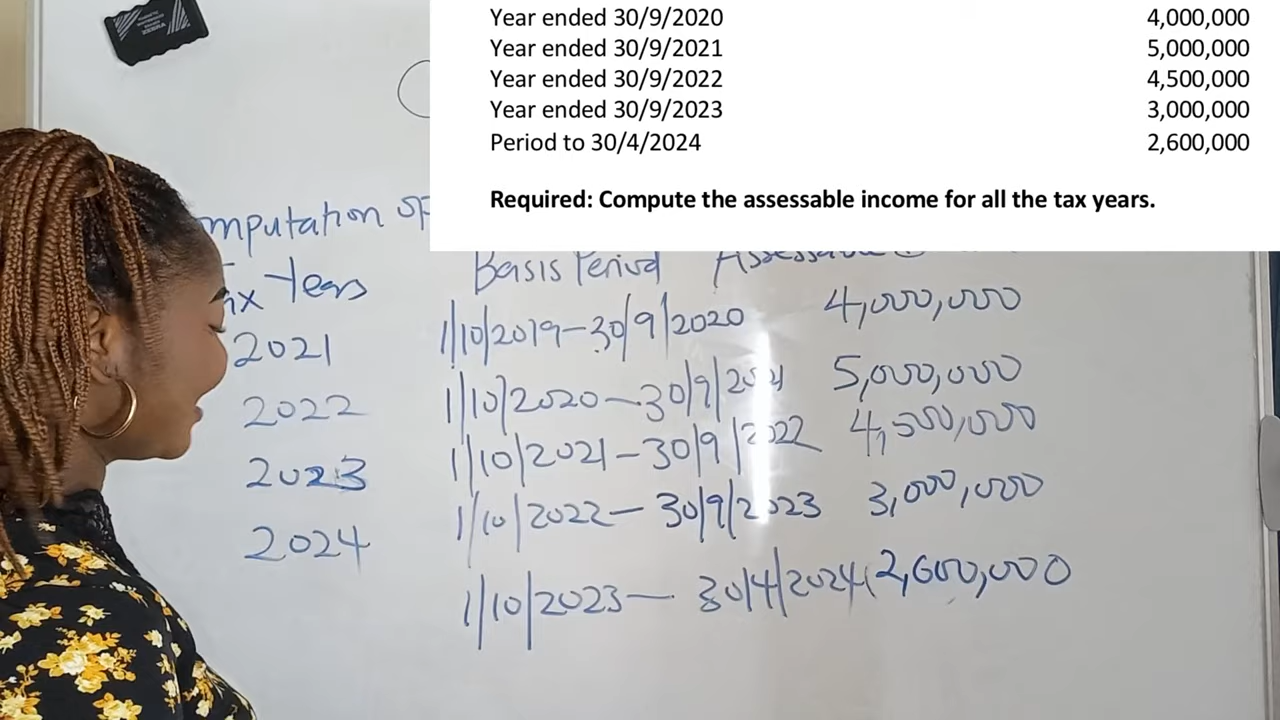 Year ended 30/9/2020 4,000,000
Year ended 30/9/2021 5,000,000
Year ended 30/9/2022 4,500,000
Year ended 30/9/2023 3,000,000
Period to 30/4/2024 2,600,000
Required: Compute the assessable income for all the tax years.
mputation of
x Years Basis Period
2021 1/10/2019-30/9/2020 4,000,000
2022 1/10/2020-30/9/2021 5,000,000
2023 1/10/2021-30/9/2022 4,500,000
2024 1/10/2022-30/9/2023 3,000,000
1/10/2023-30/4/2024 (2,600,000